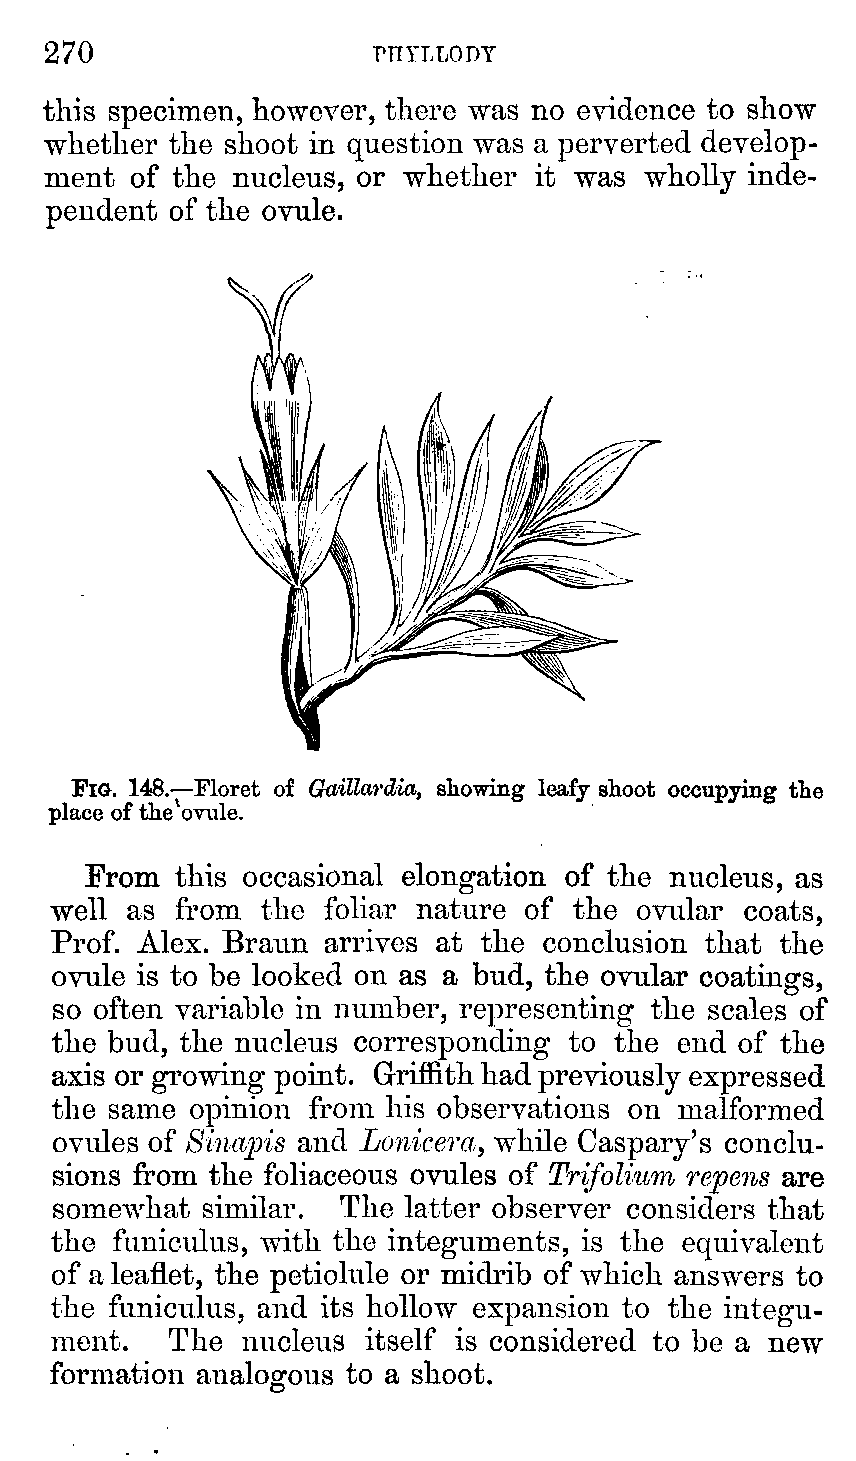 270 PHYLLODY
this specimen, however, there was no evidence to show
whether the shoot in question was a perverted develop-
ment of the nucleus, or whether it was wholly inde-
pendent of the ovule.
FIG. 148.—Floret of Gaillardia, showing leafy shoot occupying the
place of the ovule.
From this occasional elongation of the nucleus, as
well as from the foliar nature of the ovular coats,
Prof. Alex. Braun arrives at the conclusion that the
ovule is to be looked on as a bud, the ovular coatings,
so often variable in number, representing the scales of
the bud, the nucleus corresponding to the end of the
axis or growing point. Griffith had previously expressed
the same opinion from his observations on malformed
ovules of Sinapis and Lonicera, while Caspary's conclu-
sions from the foliaceous ovules of Trifolium repens are
somewhat similar. The latter observer considers that
the funiculus, with the integuments, is the equivalent
of a leaflet, the petiolule or midrib of which answers to
the funiculus, and its hollow expansion to the integu-
ment. The nucleus itself is considered to be a new
formation analogous to a shoot.